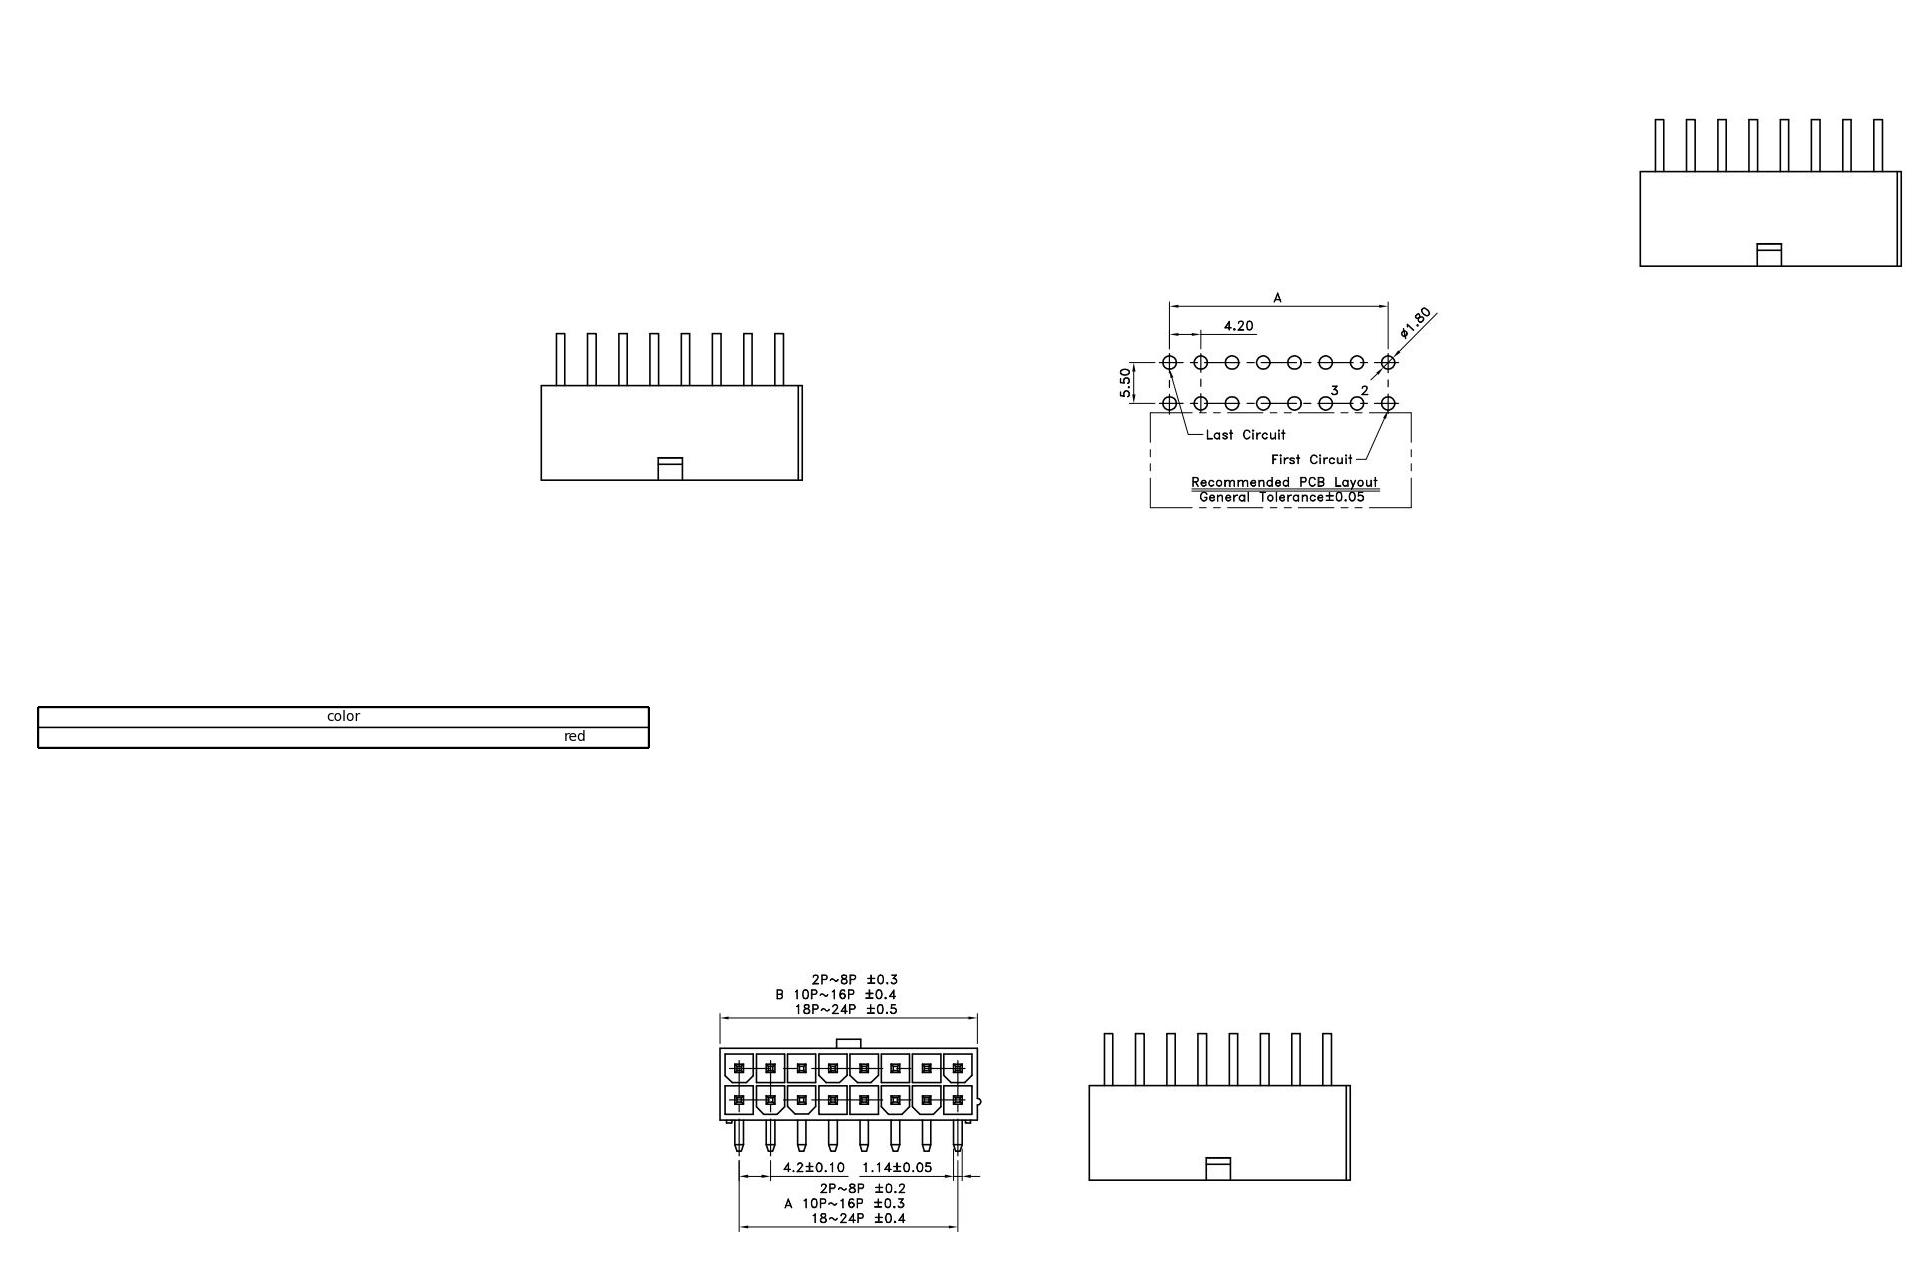 A
4.20
ø1.80
5.50
3 2
Last Circuit
First Circuit
Recommended PCB Layout
General Tolerance±0.05
color
red
2P~8P ±0.3
B 10P~16P ±0.4
18P~24P ±0.5
4.2±0.10 1.14±0.05
2P~8P ±0.2
A 10P~16P ±0.3
18~24P ±0.4